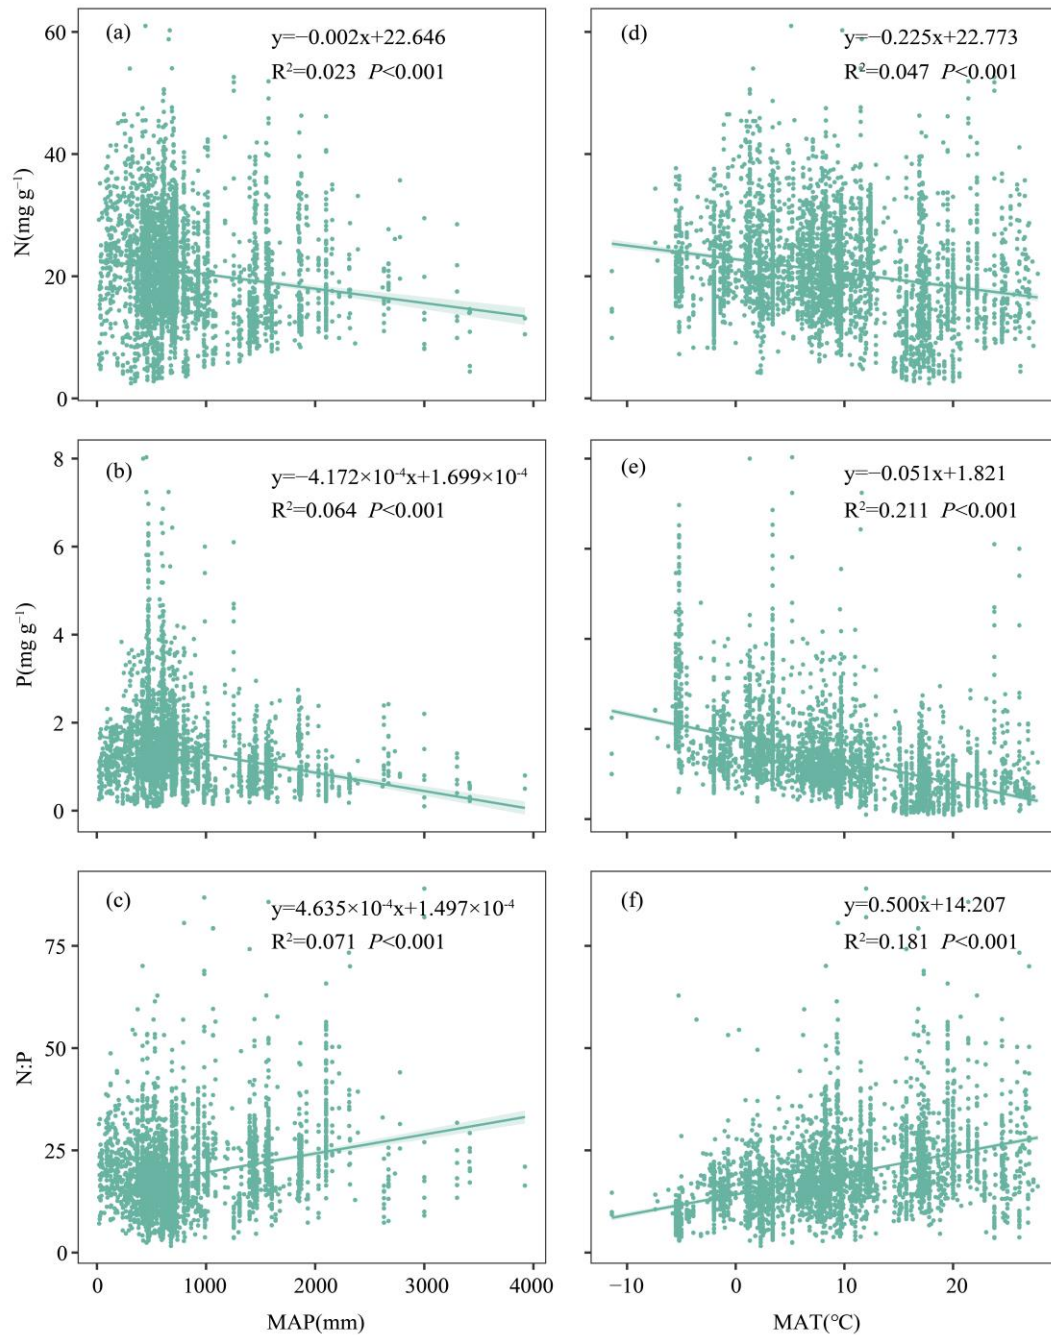 (a)
y=−0.002x+22.646
R²=0.023 P<0.001
60
40
20
0
N(mg g⁻¹)
(d)
y=−0.225x+22.773
R²=0.047 P<0.001
(b)
y=−4.172×10⁻⁴x+1.699×10⁻⁴
R²=0.064 P<0.001
8
6
4
2
0
P(mg g⁻¹)
(e)
y=−0.051x+1.821
R²=0.211 P<0.001
(c)
y=4.635×10⁻⁴x+1.497×10⁻⁴
R²=0.071 P<0.001
75
50
25
0
N:P
0 1000 2000 3000 4000
MAP(mm)
(f)
y=0.500x+14.207
R²=0.181 P<0.001
−10 0 10 20
MAT(°C)